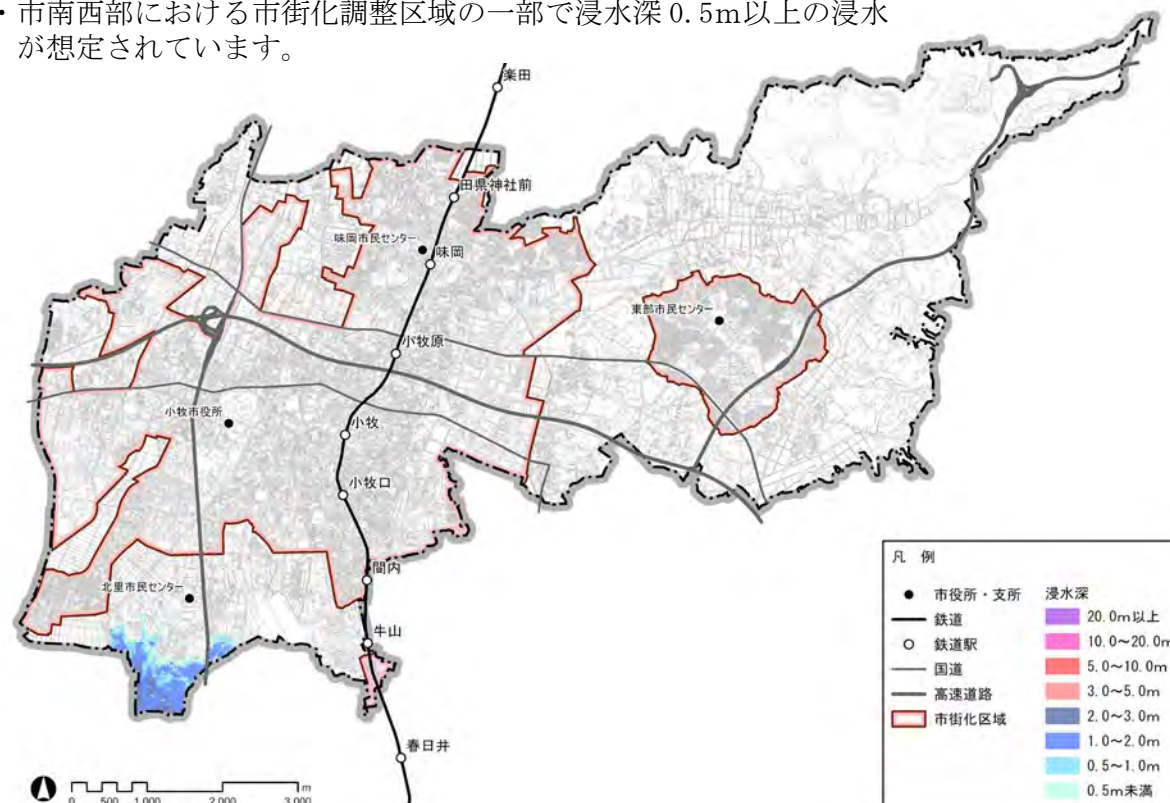 ・市南西部における市街化調整区域の一部で浸水深 0.5m以上の浸水
が想定されています。
楽田
田県神社前
味岡市民センター
味岡
東部市民センター
小牧原
小牧市役所
小牧
小牧口
間内
北里市民センター
牛山
春日井
凡 例
市役所・支所
鉄道
鉄道駅
国道
高速道路
市街化区域
浸水深
20.0m以上
10.0～20.0m
5.0～10.0m
3.0～5.0m
2.0～3.0m
1.0～2.0m
0.5～1.0m
0.5m未満
m
0 500 1,000 2,000 3,000